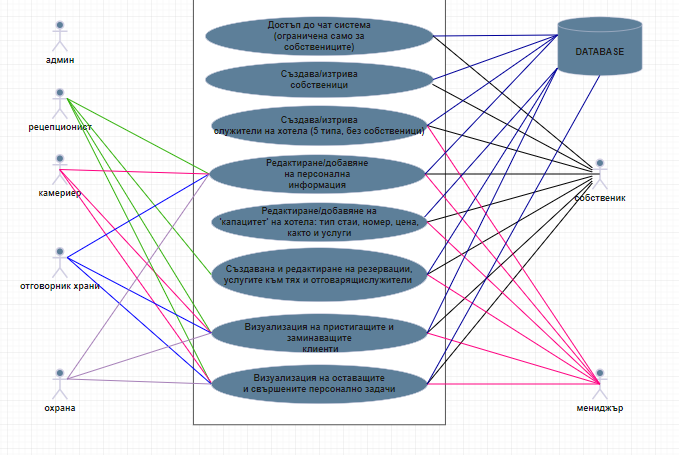 Достъп до чат система
(ограничена само за
собствениците)
DATABASE
админ
Създава/изтрива
собственици
Създава/изтрива
служители на хотела (5 типа, без собственици)
рецепционист
Редактиране/добавяне
на персонална
информация
камериер
собственик
Редактиране/добавяне на
'капацитет' на хотела: тип стаи, номер, цена,
както и услуги
Създавана и редактиране на резервации,
услугите към тях и отговарящислужители
отговорник храни
Визуализация на пристигащите и
заминаващите
клиенти
Визуализация на оставащите
и свършените персонално задачи
охрана
мениджър